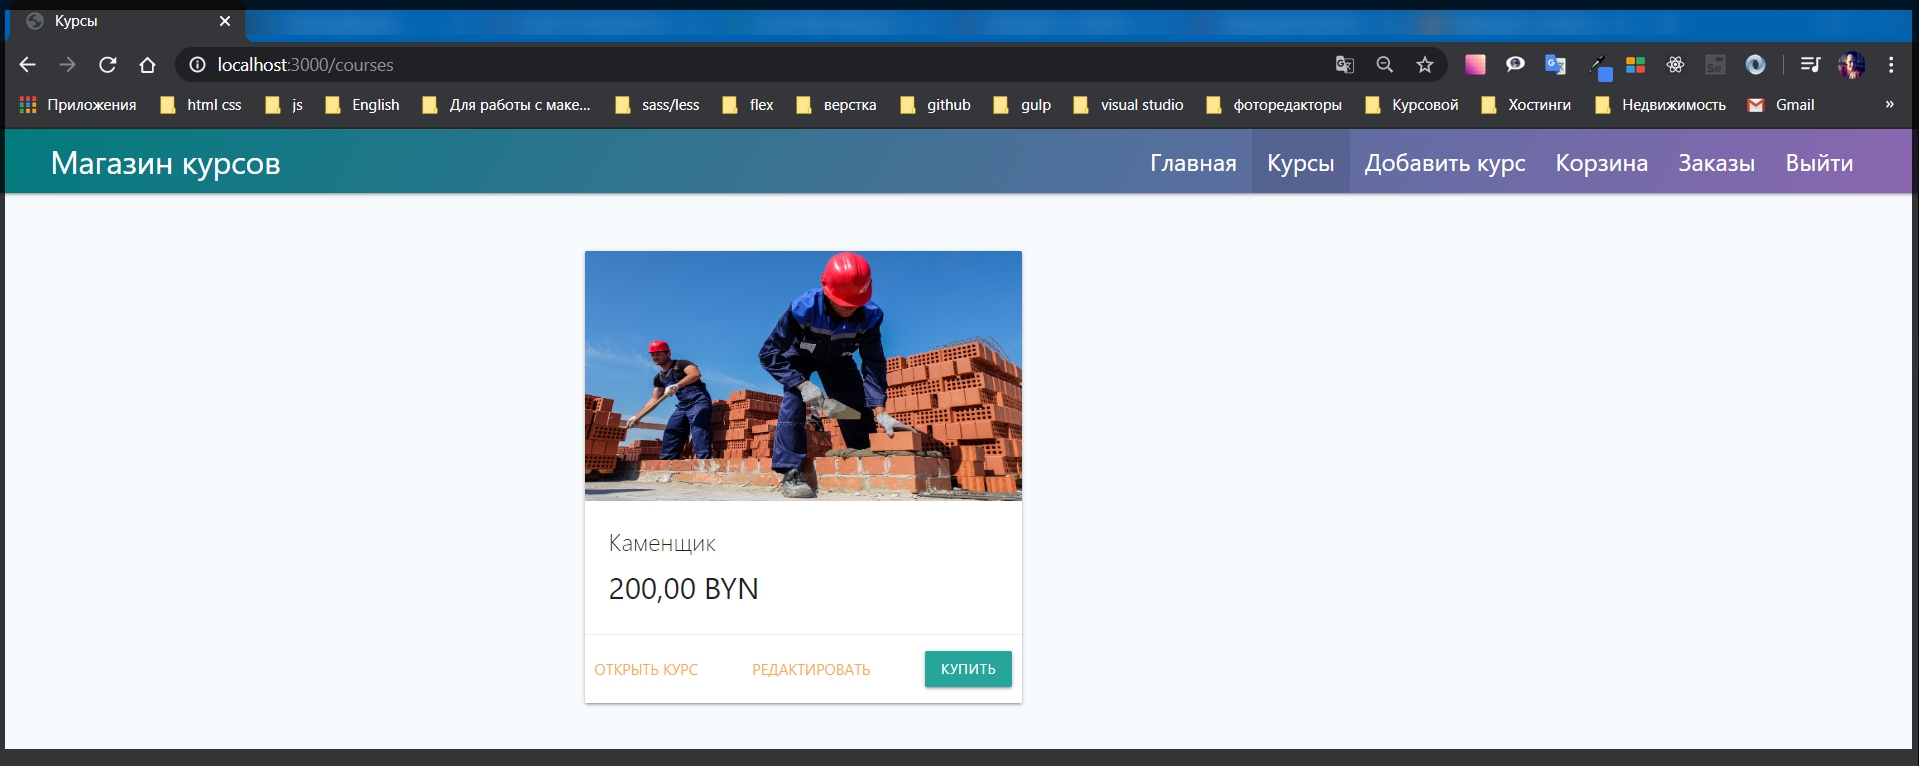 Курсы
localhost:3000/courses
Приложения html css js English Для работы с маке... sass/less flex верстка github gulp visual studio фоторедакторы Курсовой Хостинги Недвижимость Gmail »
Магазин курсов Главная Курсы Добавить курс Корзина Заказы Выйти
Каменщик
200,00 BYN
ОТКРЫТЬ КУРС РЕДАКТИРОВАТЬ КУПИТЬ